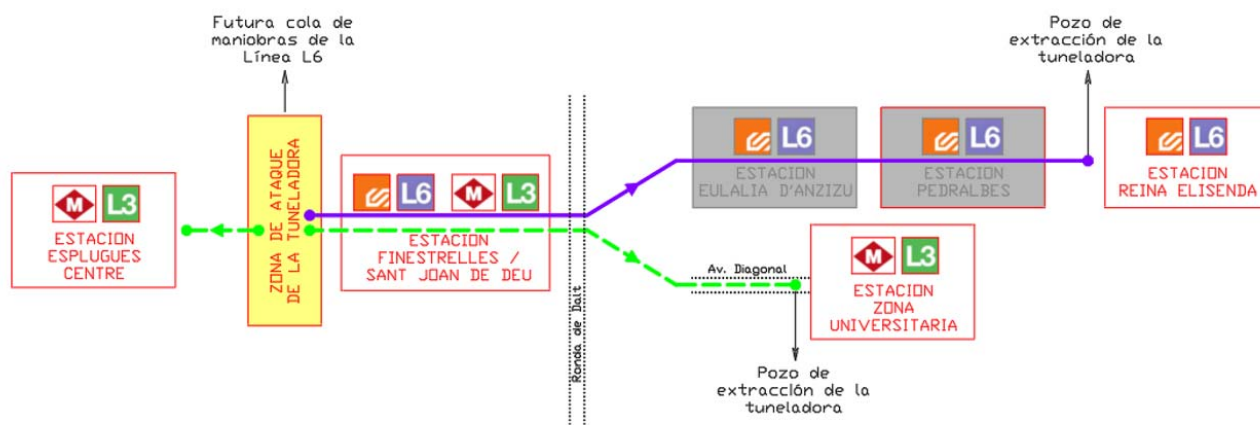 Futura cola de
maniobras de la
Línea L6
Pozo de
extracción de la
tuneladora
ZONA DE ATAQUE
DE LA TUNELADORA
M L3
ESTACION
ESPLUGUES
CENTRE
L6 M L3
ESTACION
FINESTRELLES /
SANT JOAN DE DEU
Ronda de Dalt
L6
ESTACION
EULALIA D'ANZIZU
L6
ESTACION
PEDRALBES
L6
ESTACION
REINA ELISENDA
Av. Diagonal
M L3
ESTACION
ZONA
UNIVERSITARIA
Pozo de
extracción de la
tuneladora